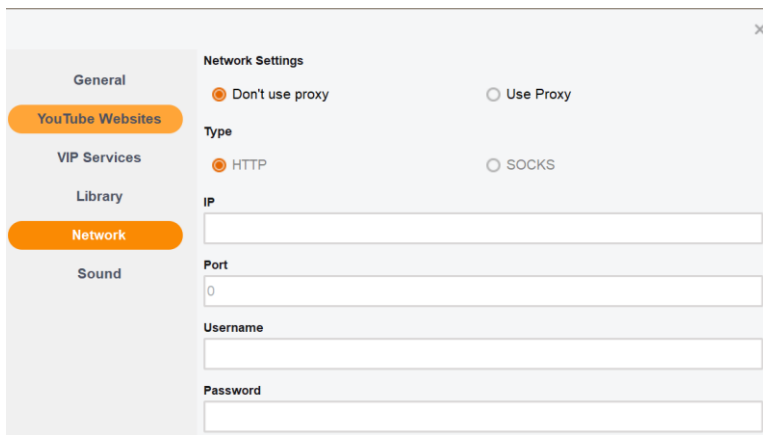 ×
Network Settings
General
Don't use proxy
Use Proxy
YouTube Websites
Type
VIP Services
HTTP
SOCKS
Library
IP
Network
Port
Sound
0
Username
Password